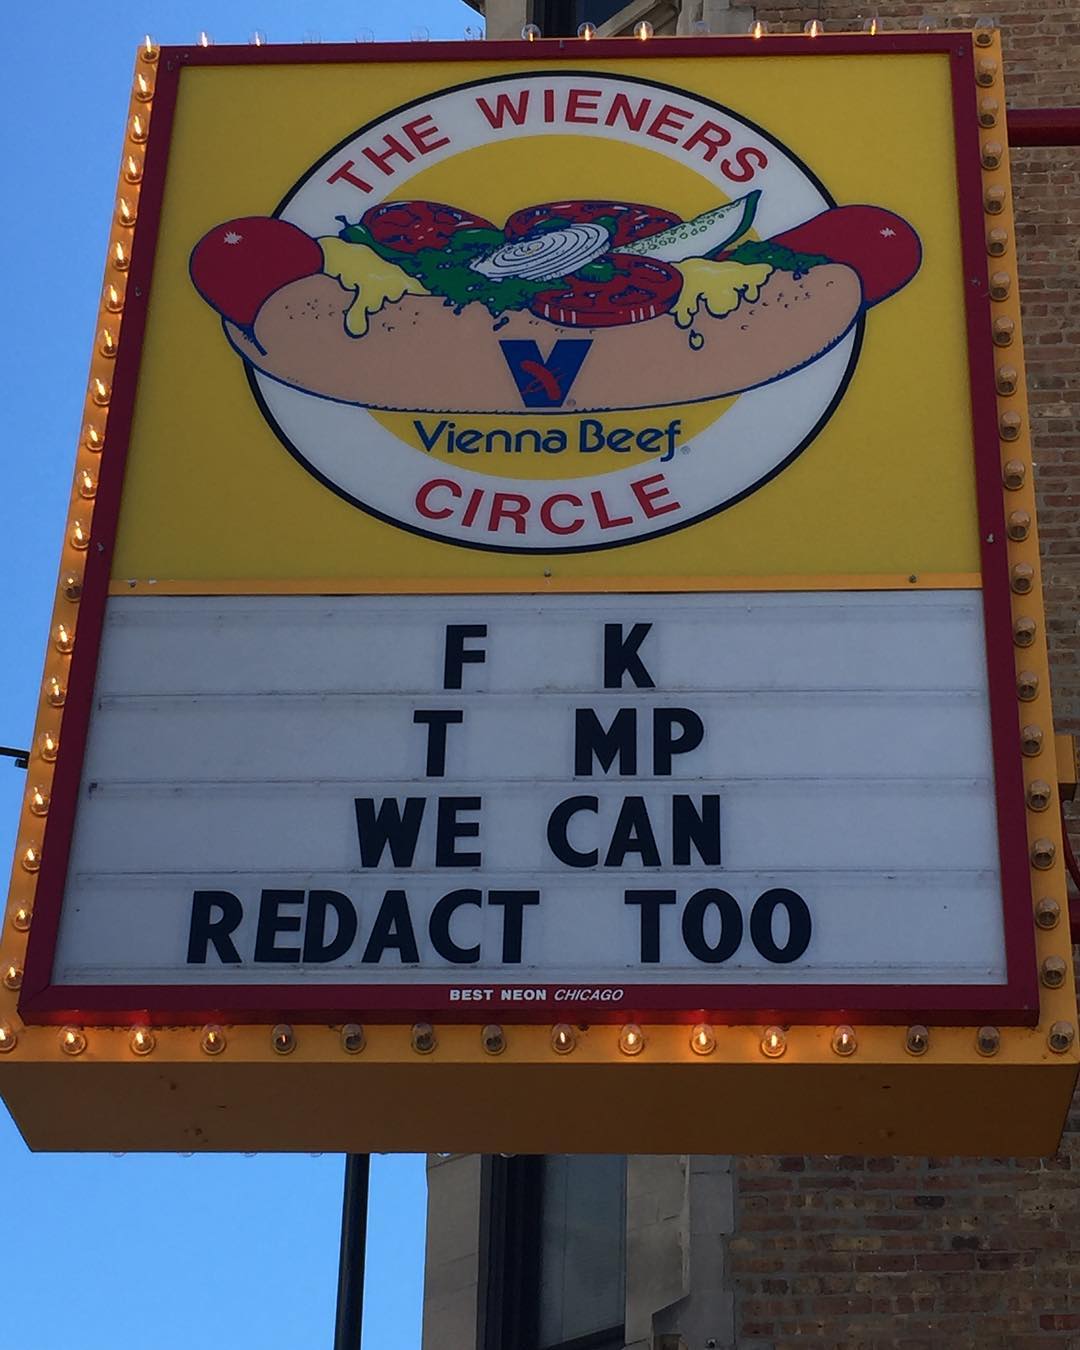 THE WIENERS
V
Vienna Beef®
CIRCLE
F K
T MP
WE CAN
REDACT TOO
BEST NEON CHICAGO